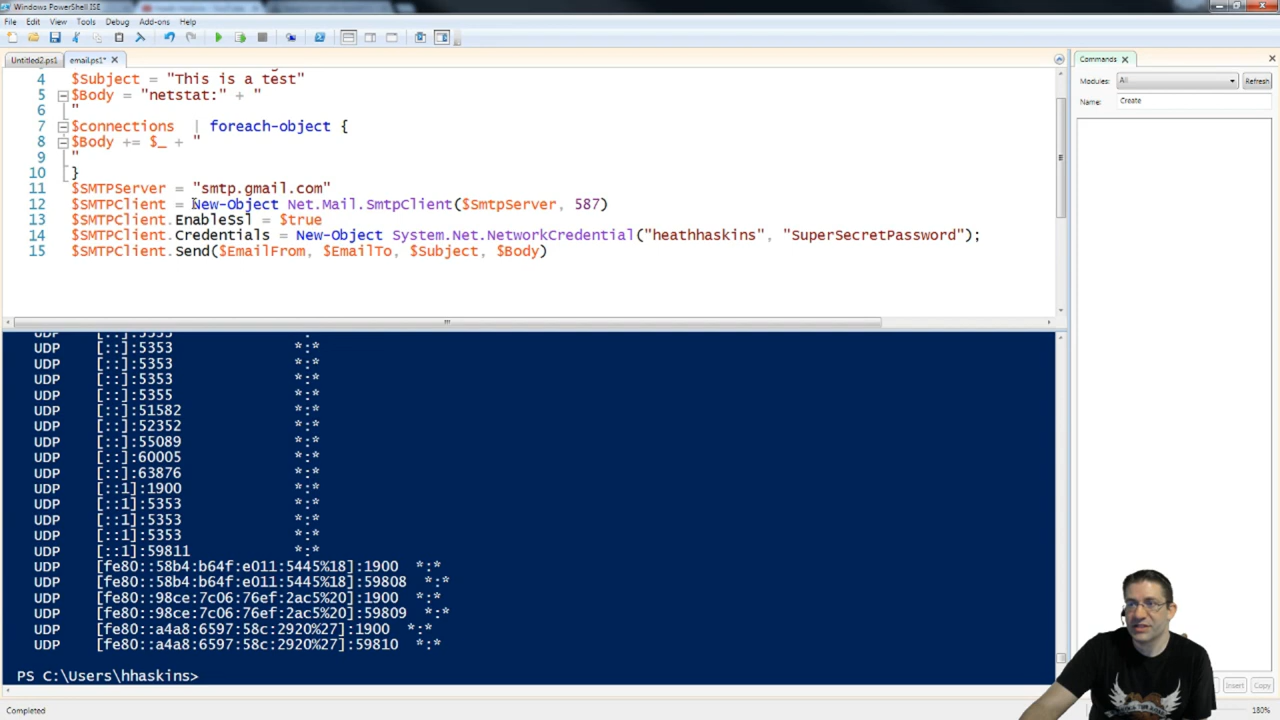 Windows PowerShell ISE
File Edit View Tools Debug Add-ons Help
Untitled2.ps1 email.ps1*
4 $Subject = "This is a test"
5 $Body = "netstat:" + "
6 "
7 $connections | foreach-object {
8 $Body += $_ + "
9 "
10 }
11 $SMTPServer = "smtp.gmail.com"
12 $SMTPClient = New-Object Net.Mail.SmtpClient($SmtpServer, 587)
13 $SMTPClient.EnableSsl = $true
14 $SMTPClient.Credentials = New-Object System.Net.NetworkCredential("heathhaskins", "SuperSecretPassword");
15 $SMTPClient.Send($EmailFrom, $EmailTo, $Subject, $Body)
UDP [::]:5353 *:*
UDP [::]:5353 *:*
UDP [::]:5353 *:*
UDP [::]:5353 *:*
UDP [::]:5355 *:*
UDP [::]:51582 *:*
UDP [::]:52352 *:*
UDP [::]:55089 *:*
UDP [::]:60005 *:*
UDP [::]:63876 *:*
UDP [::1]:1900 *:*
UDP [::1]:5353 *:*
UDP [::1]:5353 *:*
UDP [::1]:5353 *:*
UDP [::1]:59811 *:*
UDP [fe80::58b4:b64f:e011:5445%18]:1900 *:*
UDP [fe80::58b4:b64f:e011:5445%18]:59808 *:*
UDP [fe80::98ce:7c06:76ef:2ac5%20]:1900 *:*
UDP [fe80::98ce:7c06:76ef:2ac5%20]:59809 *:*
UDP [fe80::a4a8:6597:58c:2920%27]:1900 *:*
UDP [fe80::a4a8:6597:58c:2920%27]:59810 *:*
PS C:\Users\hhaskins>
Completed
Commands
Modules: All Refresh
Name: Create
Insert Copy
180%